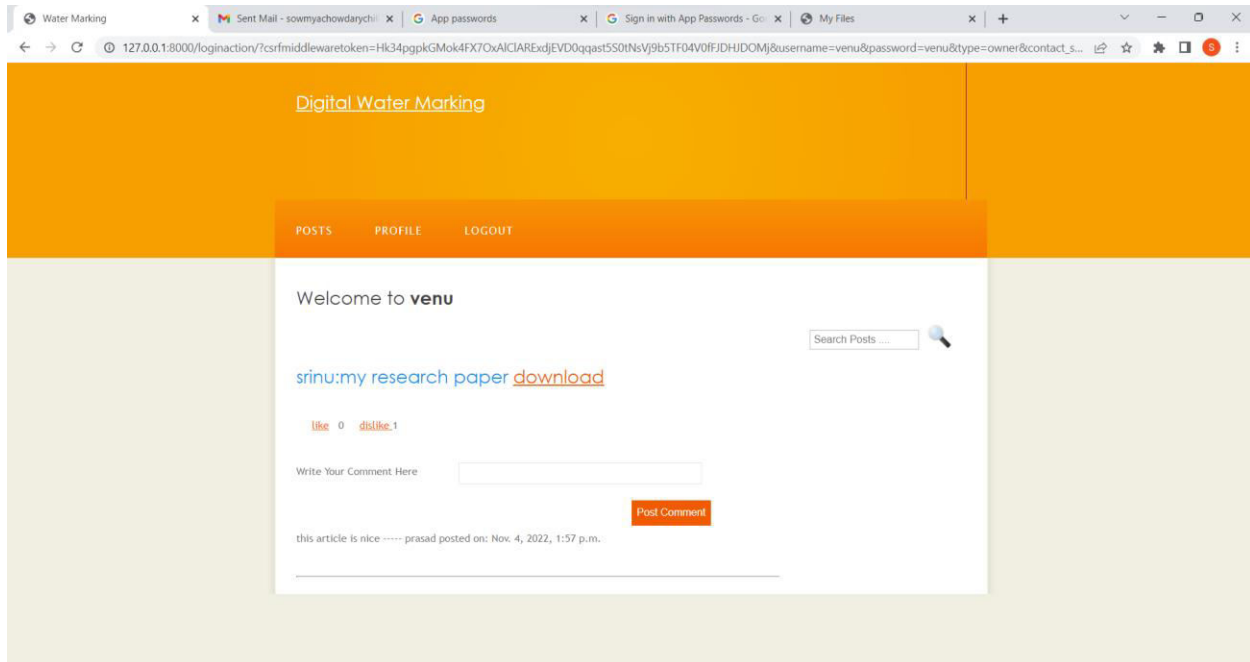 Water Marking
Sent Mail - sowmyachowdarychil
App passwords
Sign in with App Passwords - Go
My Files
127.0.0.1:8000/loginaction/?csrfmiddlewaretoken=Hk34pgpkGMok4FX7OxAlClARExdjEVD0qqast5S0tNsVj9b5TF04V0fFJDHJDOMj&username=venu&password=venu&type=owner&contact_s...
S
Digital Water Marking
POSTS PROFILE LOGOUT
Welcome to venu
Search Posts ....
srinu:my research paper download
like 0 dislike 1
Write Your Comment Here
Post Comment
this article is nice ----- prasad posted on: Nov. 4, 2022, 1:57 p.m.